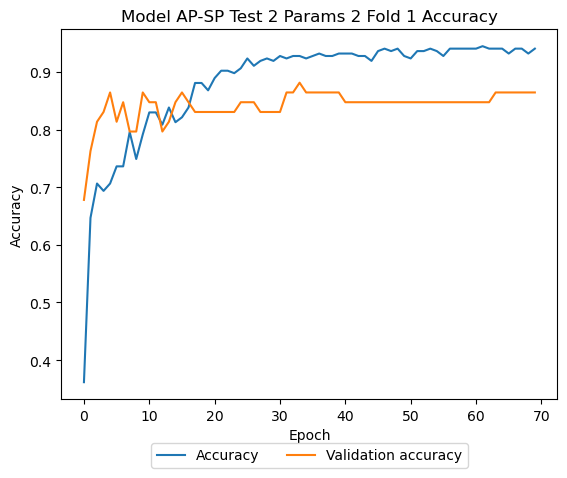 Model AP-SP Test 2 Params 2 Fold 1 Accuracy
0.9
0.8
0.7
0.6
0.5
0.4
Accuracy
0 10 20 30 40 50 60 70
Epoch
Accuracy Validation accuracy